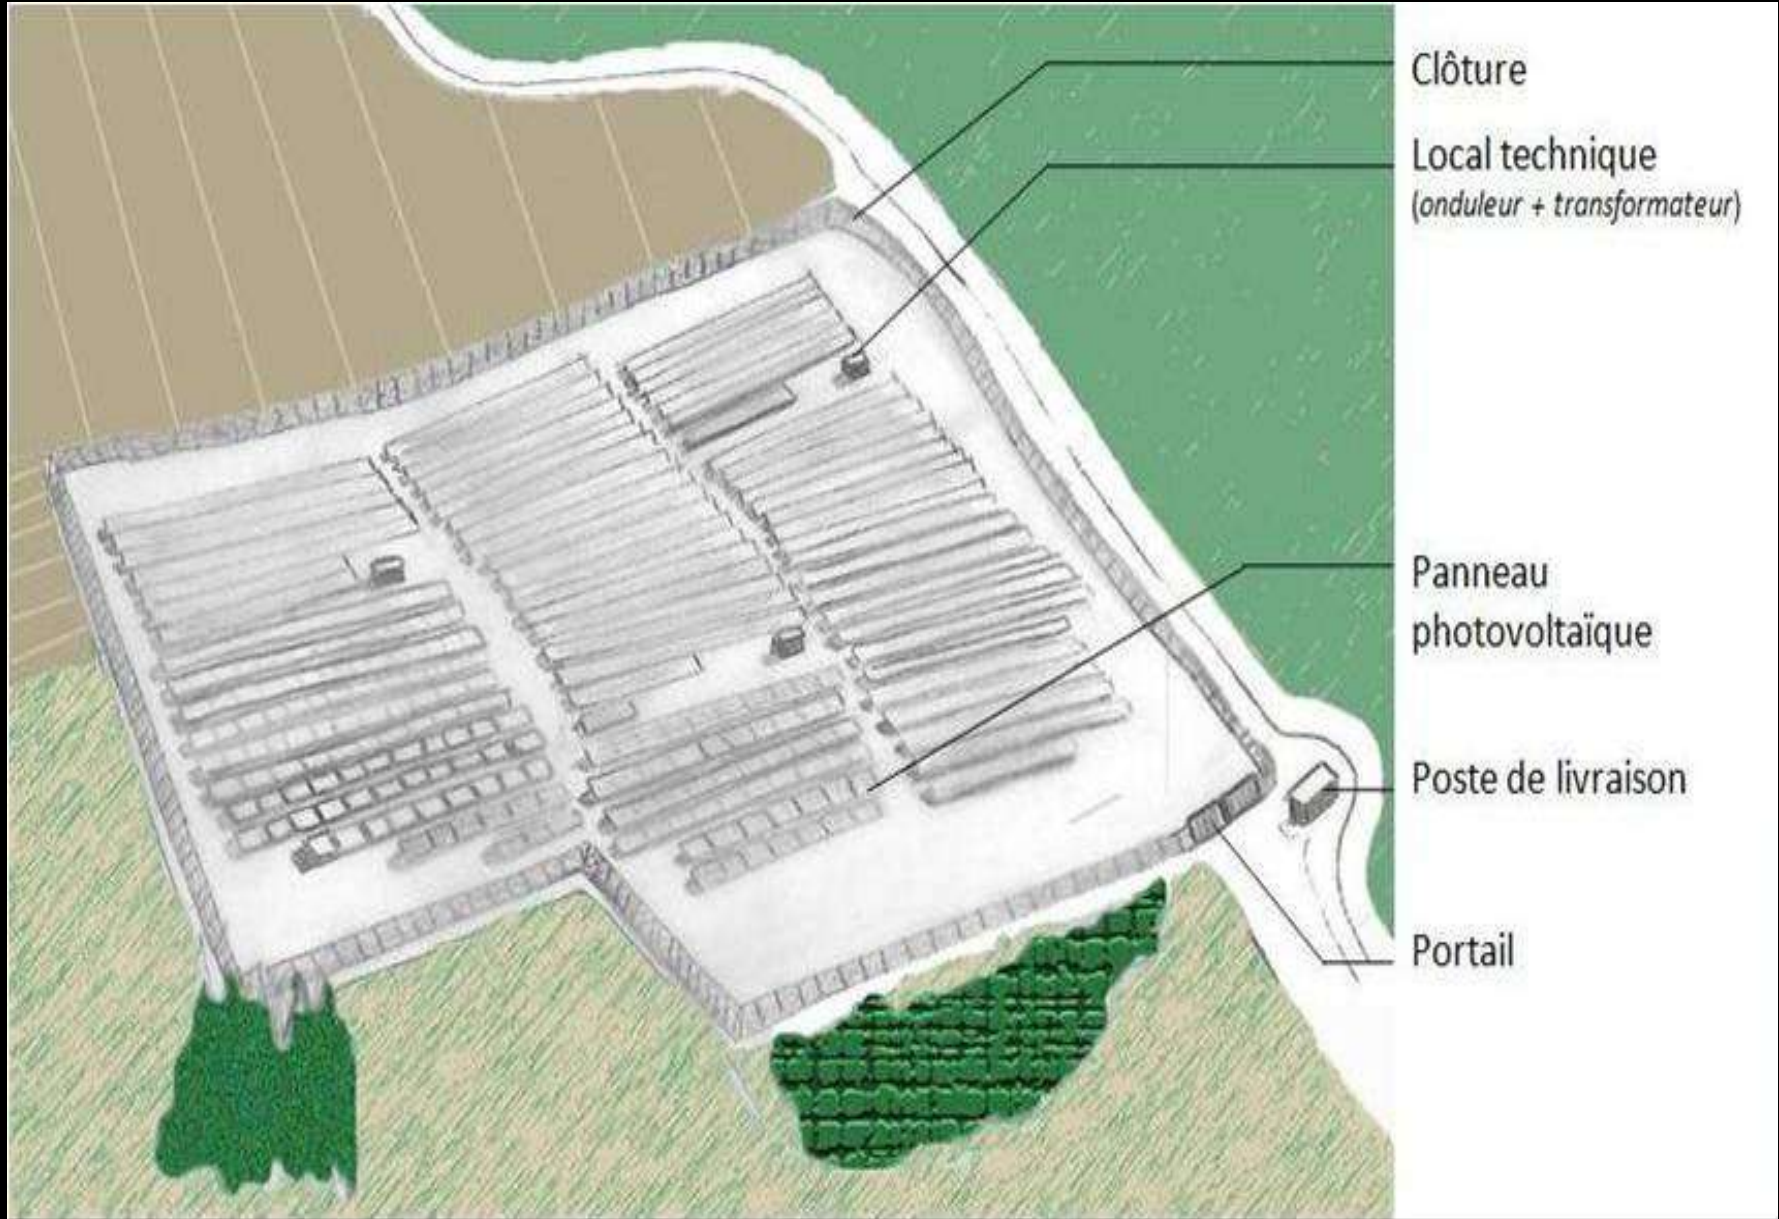 Clôture
Local technique
(onduleur + transformateur)
Panneau
photovoltaïque
Poste de livraison
Portail